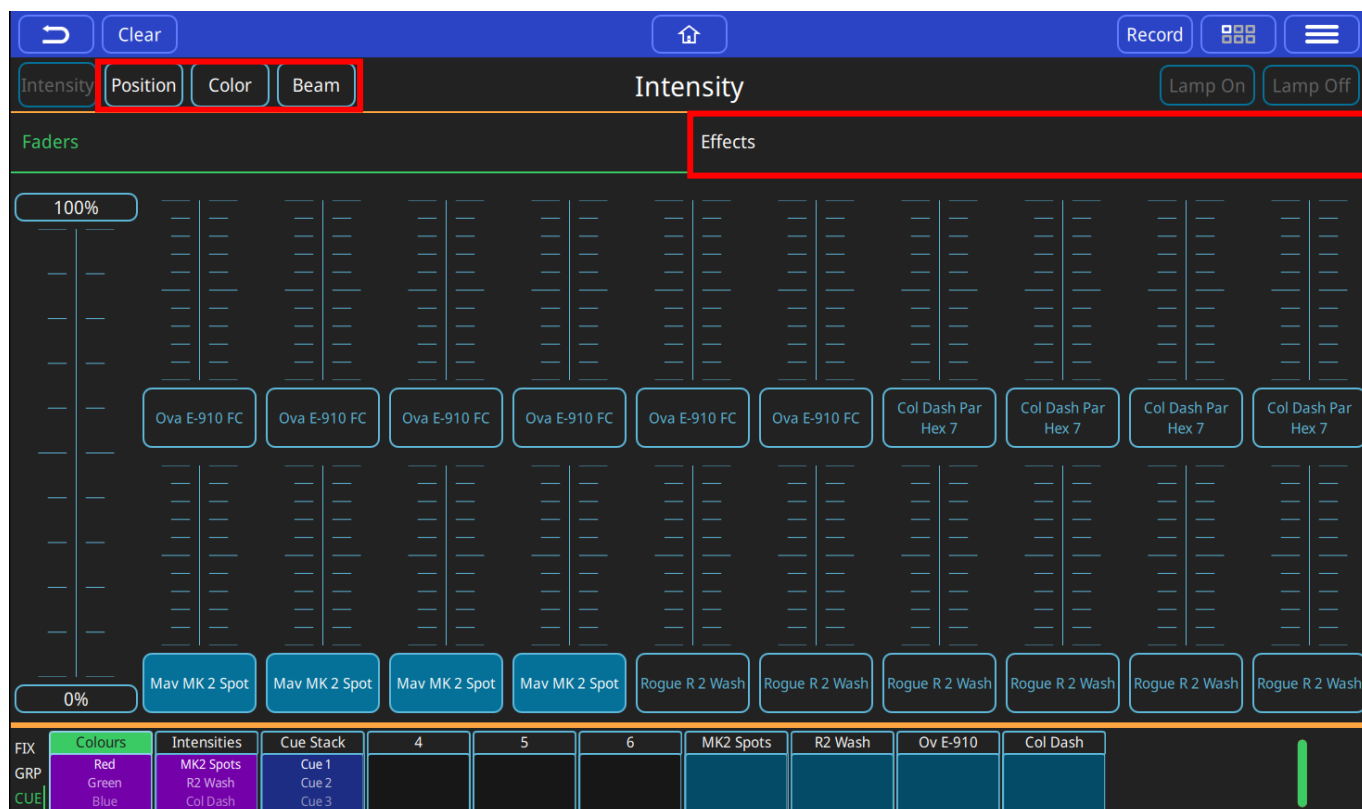 Clear
Record
Intensity
Position
Color
Beam
Intensity
Lamp On
Lamp Off
Faders
Effects
100%
Ova E-910 FC
Ova E-910 FC
Ova E-910 FC
Ova E-910 FC
Ova E-910 FC
Ova E-910 FC
Col Dash Par
Hex 7
Col Dash Par
Hex 7
Col Dash Par
Hex 7
Col Dash Par
Hex 7
0%
Mav MK 2 Spot
Mav MK 2 Spot
Mav MK 2 Spot
Mav MK 2 Spot
Rogue R 2 Wash
Rogue R 2 Wash
Rogue R 2 Wash
Rogue R 2 Wash
Rogue R 2 Wash
Rogue R 2 Wash
FIX
GRP
CUE
Colours
Red
Green
Blue
Intensities
MK2 Spots
R2 Wash
Col Dash
Cue Stack
Cue 1
Cue 2
Cue 3
4
5
6
MK2 Spots
R2 Wash
Ov E-910
Col Dash